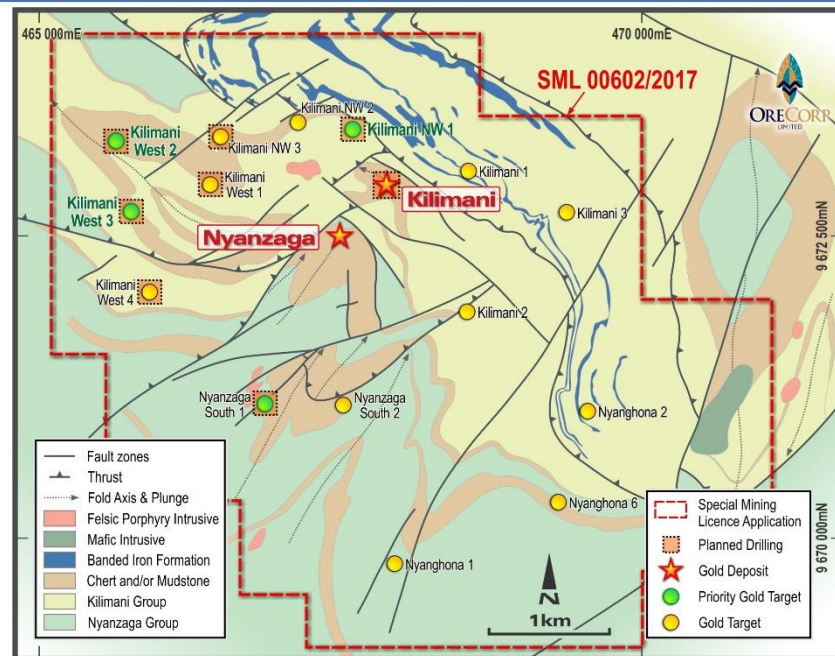 465 000mE
470 000mE
SML 00602/2017
ORECORP
LIMITED
Kilimani NW 2
Kilimani NW 1
Kilimani
West 2
Kilimani NW 3
Kilimani 1
Kilimani
West 1
Kilimani
Kilimani 3
Kilimani
West 3
Nyanzaga
9 672 500mN
Kilimani
West 4
Kilimani 2
Nyanzaga
South 1
Nyanzaga
South 2
Nyanghona 2
Nyanghona 6
9 670 000mN
Nyanghona 1
N
1km
Fault zones
Thrust
Fold Axis & Plunge
Felsic Porphyry Intrusive
Mafic Intrusive
Banded Iron Formation
Chert and/or Mudstone
Kilimani Group
Nyanzaga Group
Special Mining
Licence Application
Planned Drilling
Gold Deposit
Priority Gold Target
Gold Target